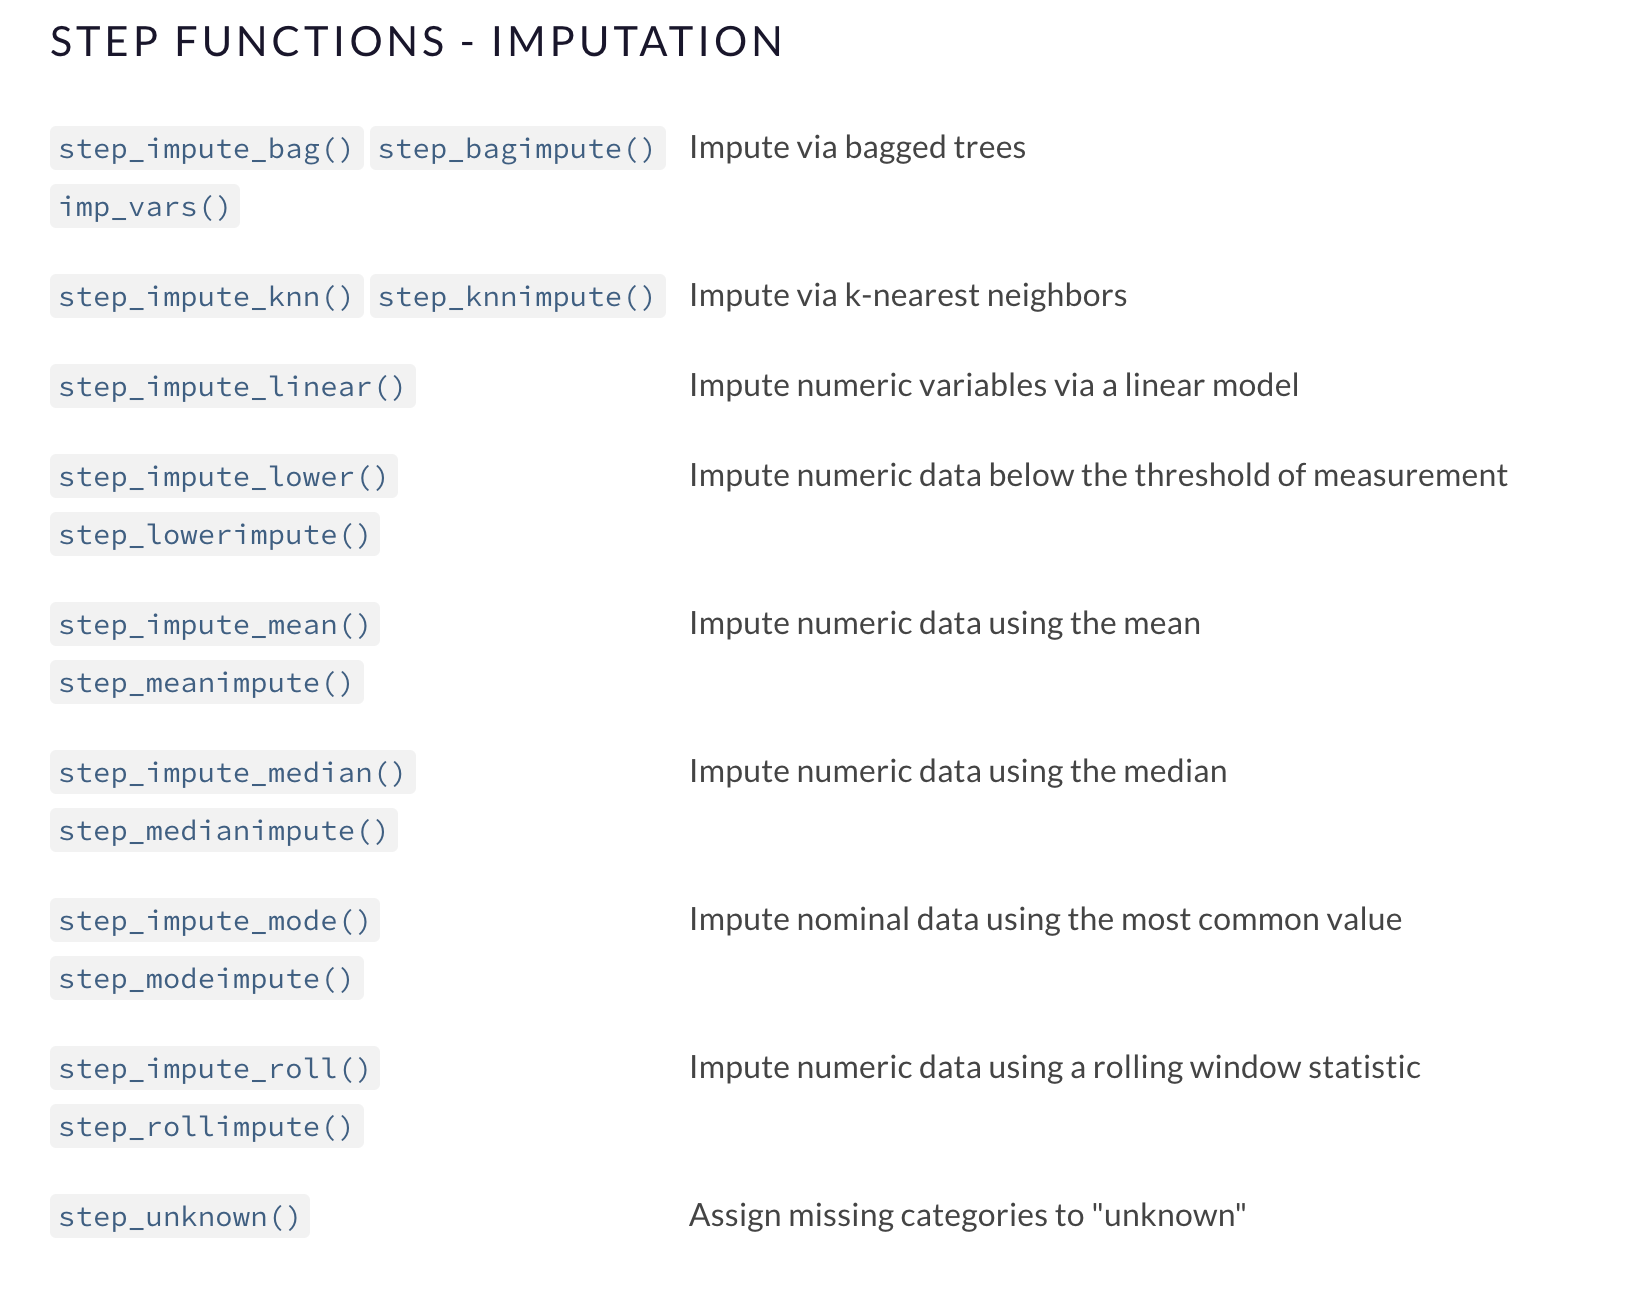 STEP FUNCTIONS - IMPUTATION
step_impute_bag() step_bagimpute() Impute via bagged trees
imp_vars()
step_impute_knn() step_knnimpute() Impute via k-nearest neighbors
step_impute_linear() Impute numeric variables via a linear model
step_impute_lower() Impute numeric data below the threshold of measurement
step_lowerimpute()
step_impute_mean() Impute numeric data using the mean
step_meanimpute()
step_impute_median() Impute numeric data using the median
step_medianimpute()
step_impute_mode() Impute nominal data using the most common value
step_modeimpute()
step_impute_roll() Impute numeric data using a rolling window statistic
step_rollimpute()
step_unknown() Assign missing categories to "unknown"